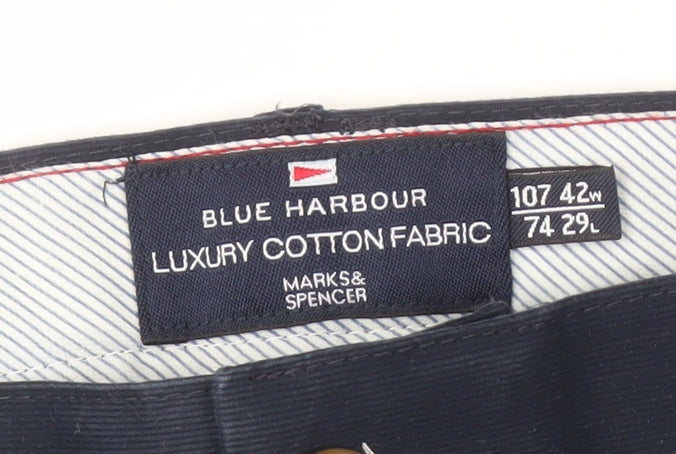 BLUE HARBOUR
LUXURY COTTON FABRIC
MARKS&
SPENCER
107 42W
74 29L